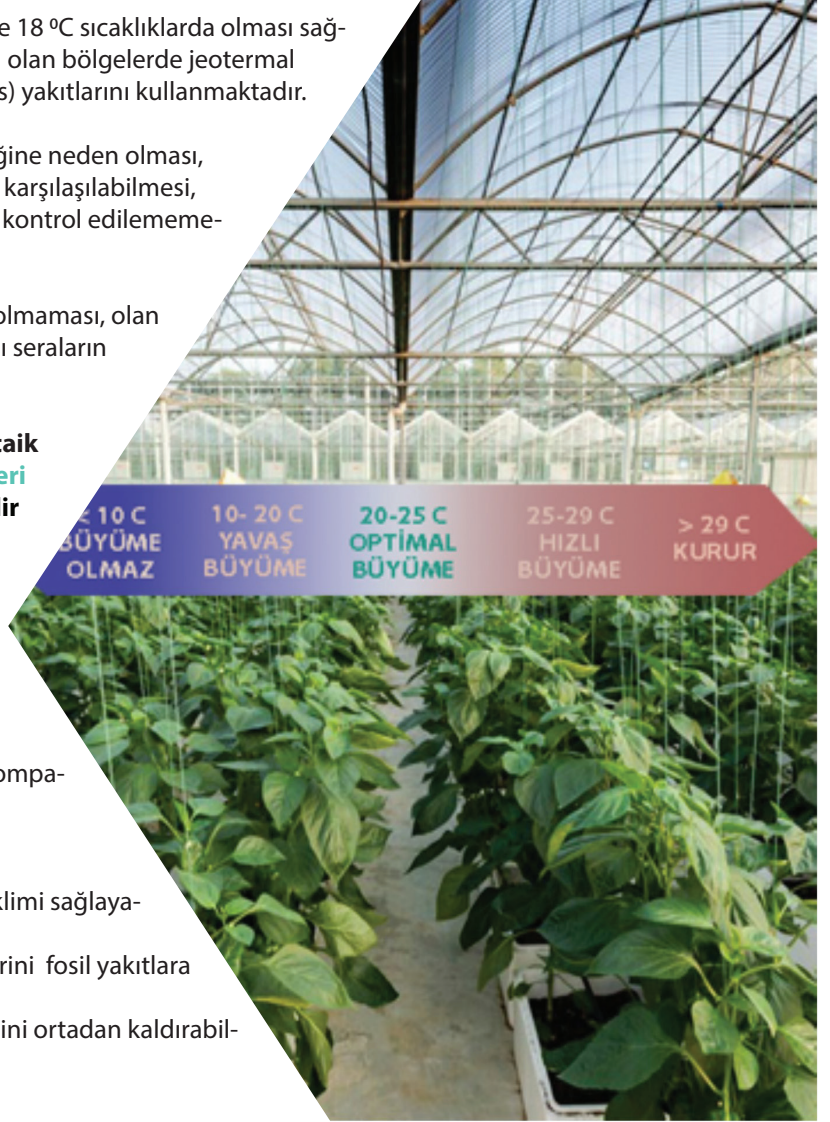 e 18 ºC sıcaklıklarda olması sağ-
olan bölgelerde jeotermal
s) yakıtlarını kullanmaktadır.
ğine neden olması,
karşılaşılabilmesi,
kontrol edilememe-
olmaması, olan
ı seraların
taik
eri
lir
< 10 C
BÜYÜME
OLMAZ
10- 20 C
YAVAŞ
BÜYÜME
20-25 C
OPTİMAL
BÜYÜME
25-29 C
HIZLI
BÜYÜME
> 29 C
KURUR
ompa-
klimi sağlaya-
rini fosil yakıtlara
ini ortadan kaldırabil-